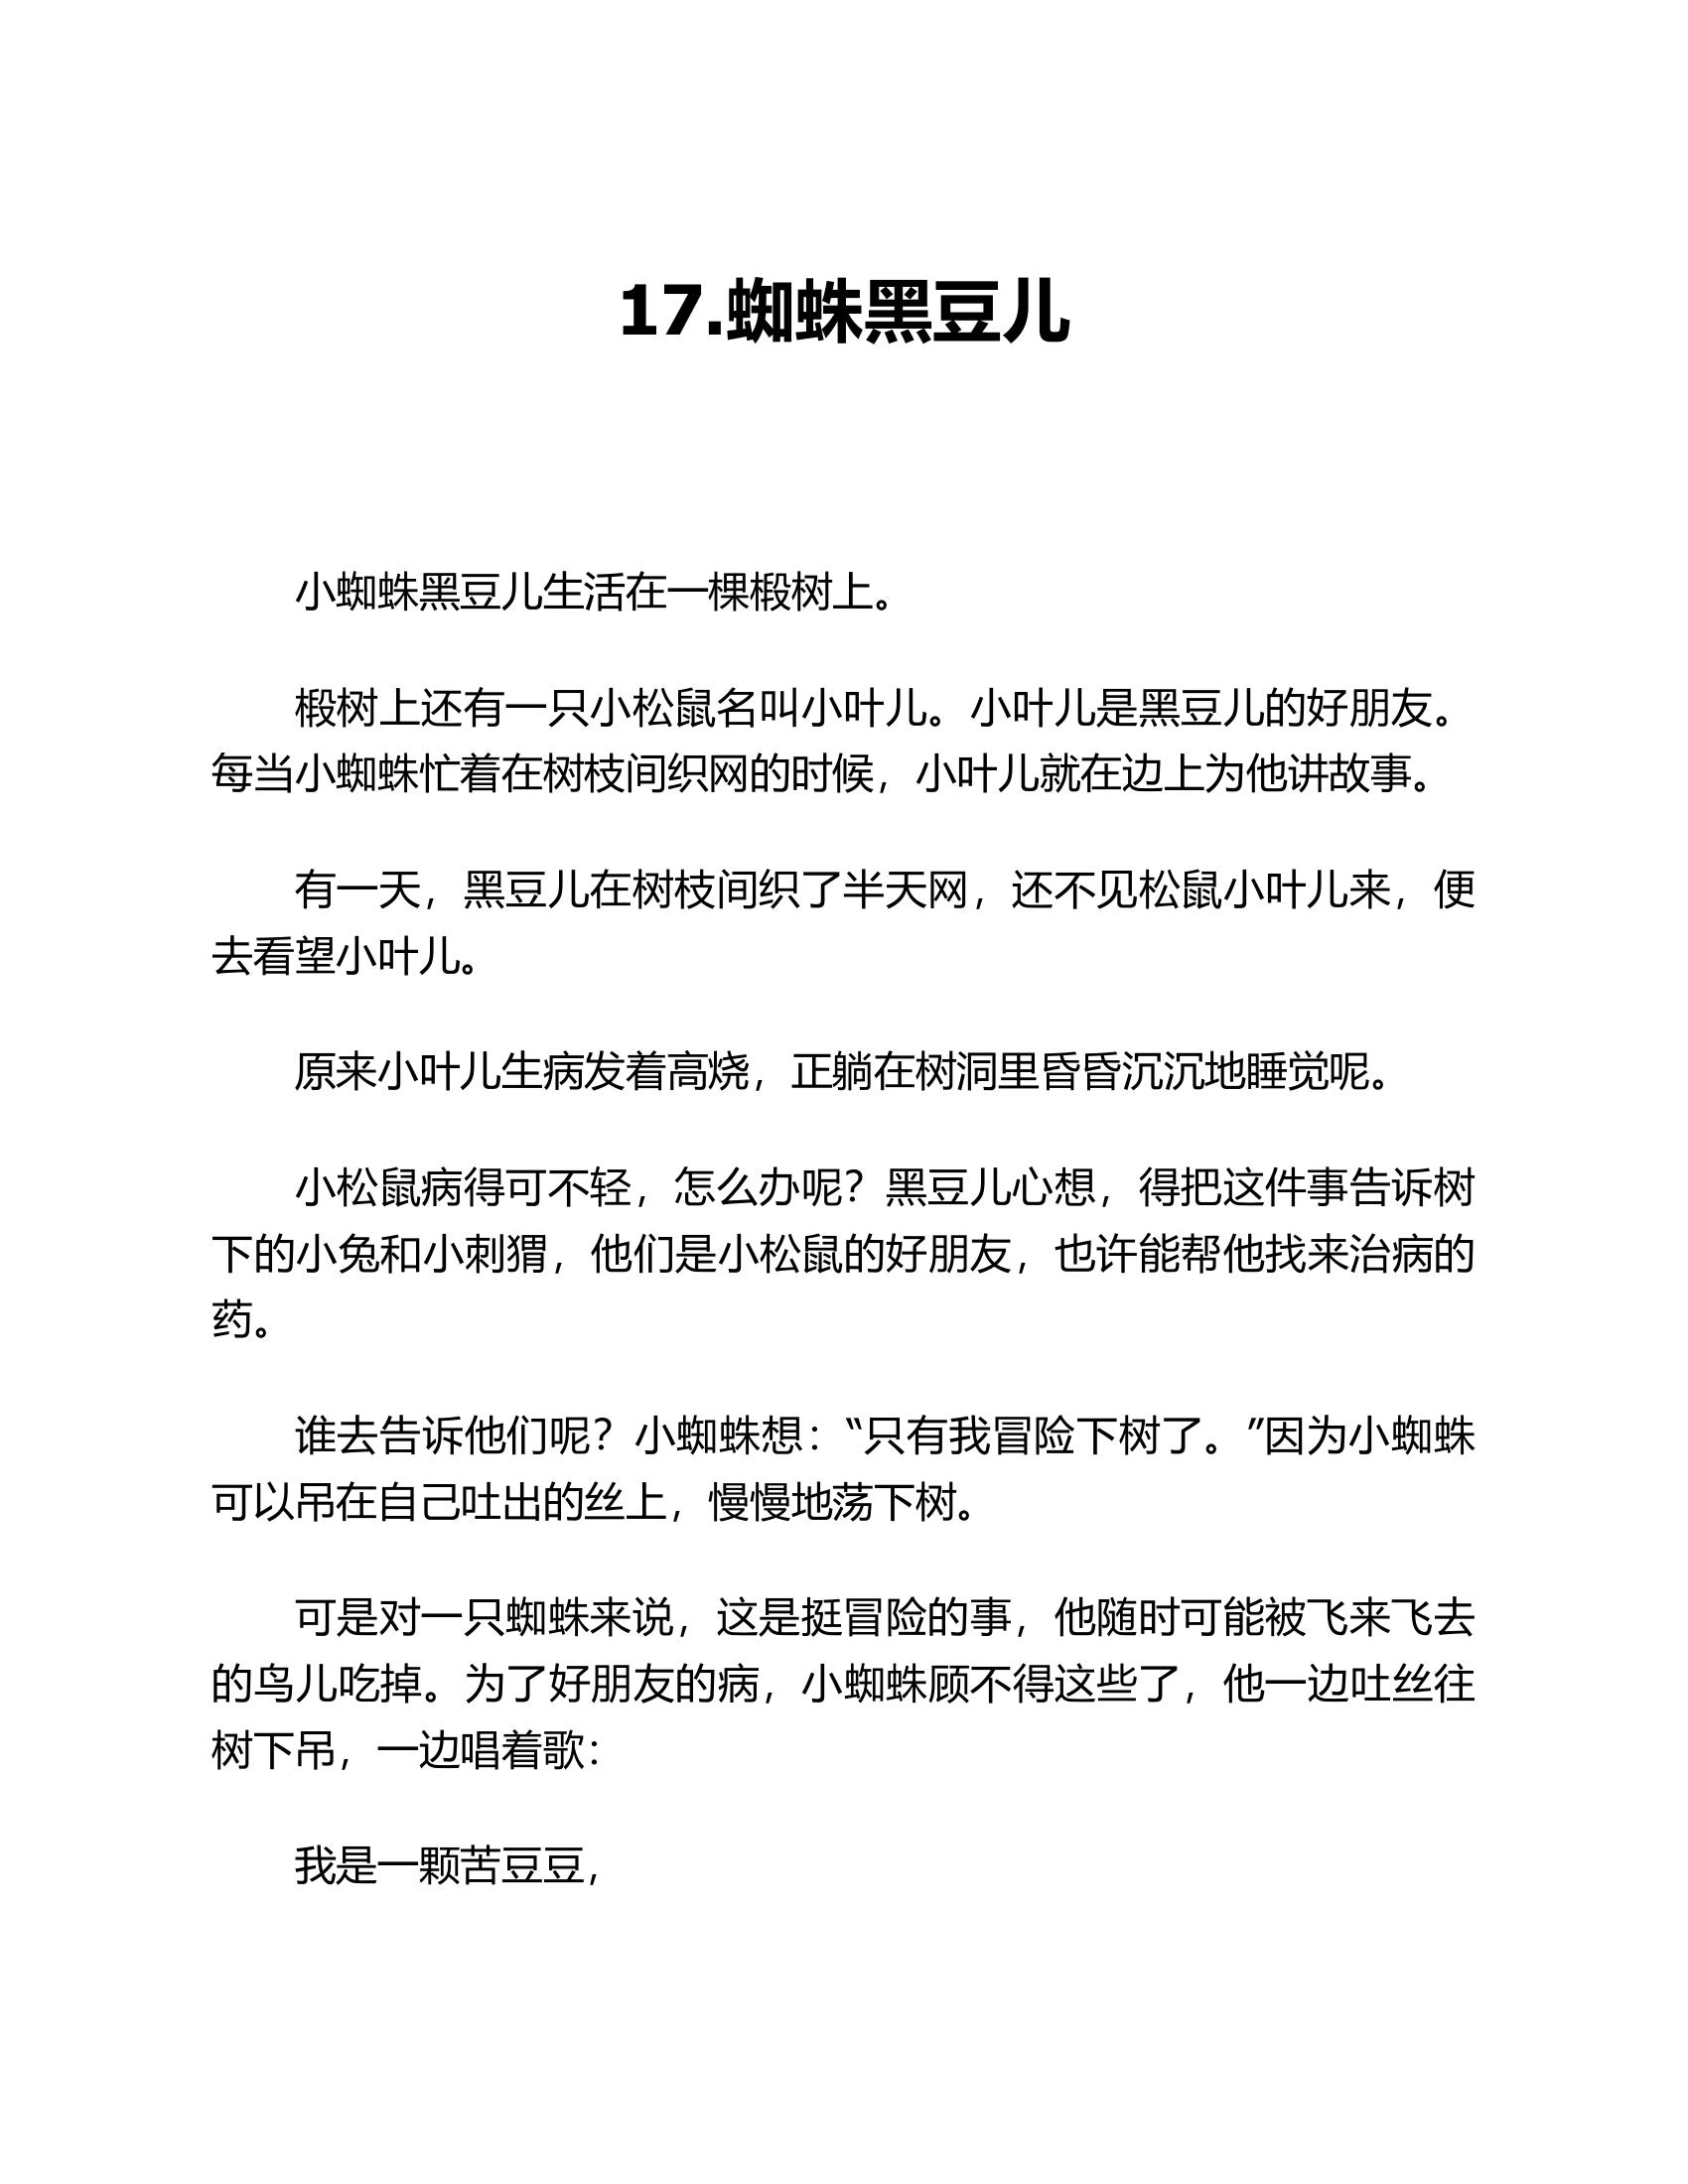 17.蜘蛛黑豆儿
小蜘蛛黑豆儿生活在一棵椴树上。
椴树上还有一只小松鼠名叫小叶儿。小叶儿是黑豆儿的好朋友。
每当小蜘蛛忙着在树枝间织网的时候，小叶儿就在边上为他讲故事。
有一天，黑豆儿在树枝间织了半天网，还不见松鼠小叶儿来，便
去看望小叶儿。
原来小叶儿生病发着高烧，正躺在树洞里昏昏沉沉地睡觉呢。
小松鼠病得可不轻，怎么办呢？黑豆儿心想，得把这件事告诉树
下的小兔和小刺猬，他们是小松鼠的好朋友，也许能帮他找来治病的
药。
谁去告诉他们呢？小蜘蛛想：“只有我冒险下树了。”因为小蜘蛛
可以吊在自己吐出的丝上，慢慢地荡下树。
可是对一只蜘蛛来说，这是挺冒险的事，他随时可能被飞来飞去
的鸟儿吃掉。为了好朋友的病，小蜘蛛顾不得这些了，他一边吐丝往
树下吊，一边唱着歌：
我是一颗苦豆豆，